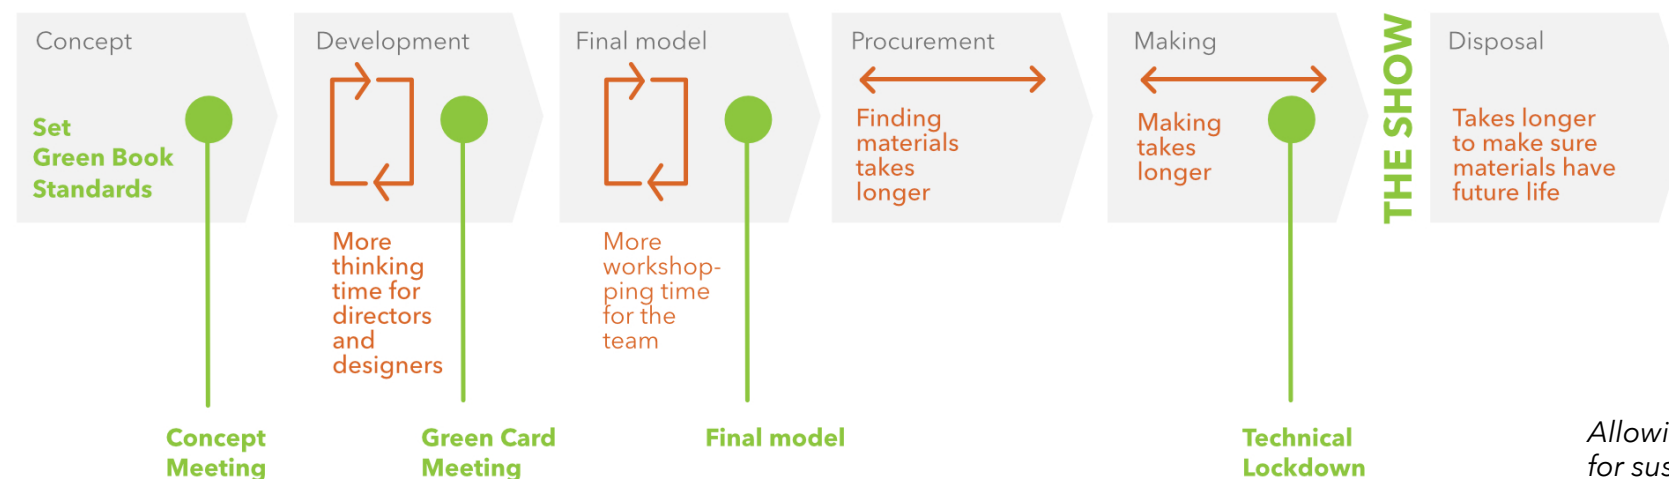 Concept
Set
Green Book
Standards
Concept
Meeting
Development
More
thinking
time for
directors
and
designers
Green Card
Meeting
Final model
More
workshop-
ping time
for the
team
Final model
Procurement
Finding
materials
takes
longer
Making
Making
takes
longer
Technical
Lockdown
THE SHOW
Disposal
Takes longer
to make sure
materials have
future life
for